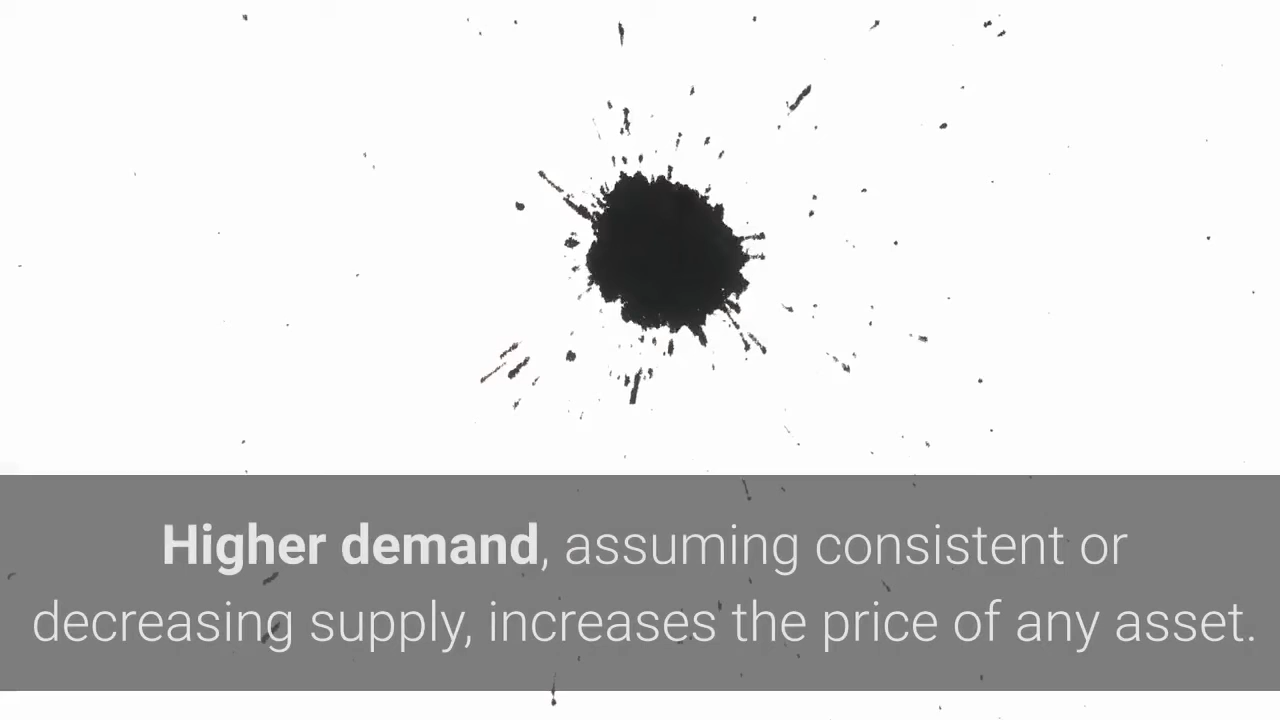 Higher demand, assuming consistent or
decreasing supply, increases the price of any asset.